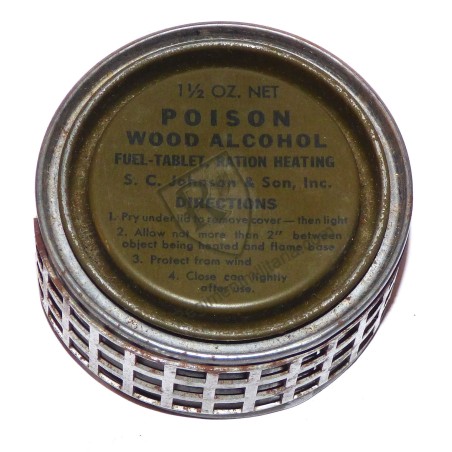 1½ OZ. NET
POISON
WOOD ALCOHOL
FUEL-TABLET, RATION HEATING
S. C. Johnson & Son, Inc.
DIRECTIONS
1. Pry under lid to remove cover — then light
2. Allow not more than 2" between
object being heated and flame base
3. Protect from wind
4. Close can tightly
after use.